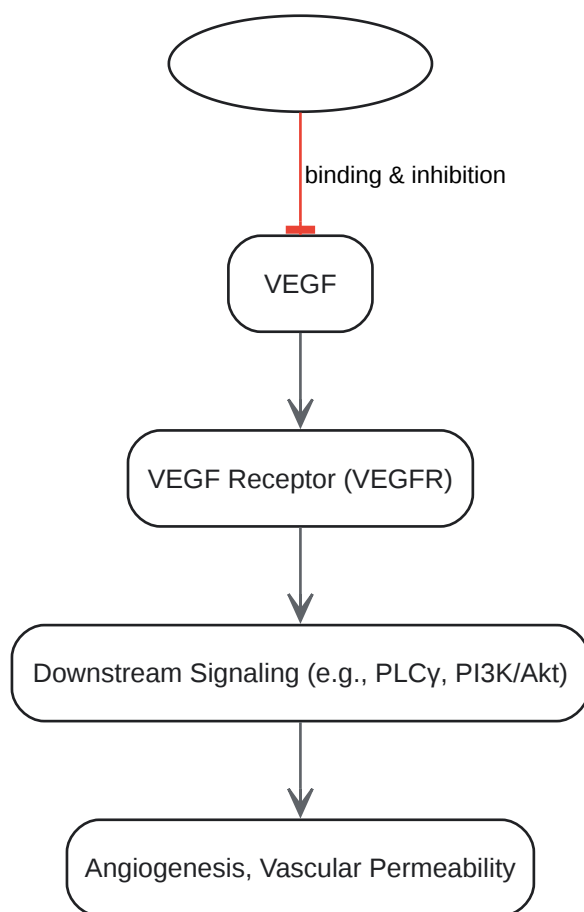 binding & inhibition
VEGF
VEGF Receptor (VEGFR)
Downstream Signaling (e.g., PLCγ, PI3K/Akt)
Angiogenesis, Vascular Permeability